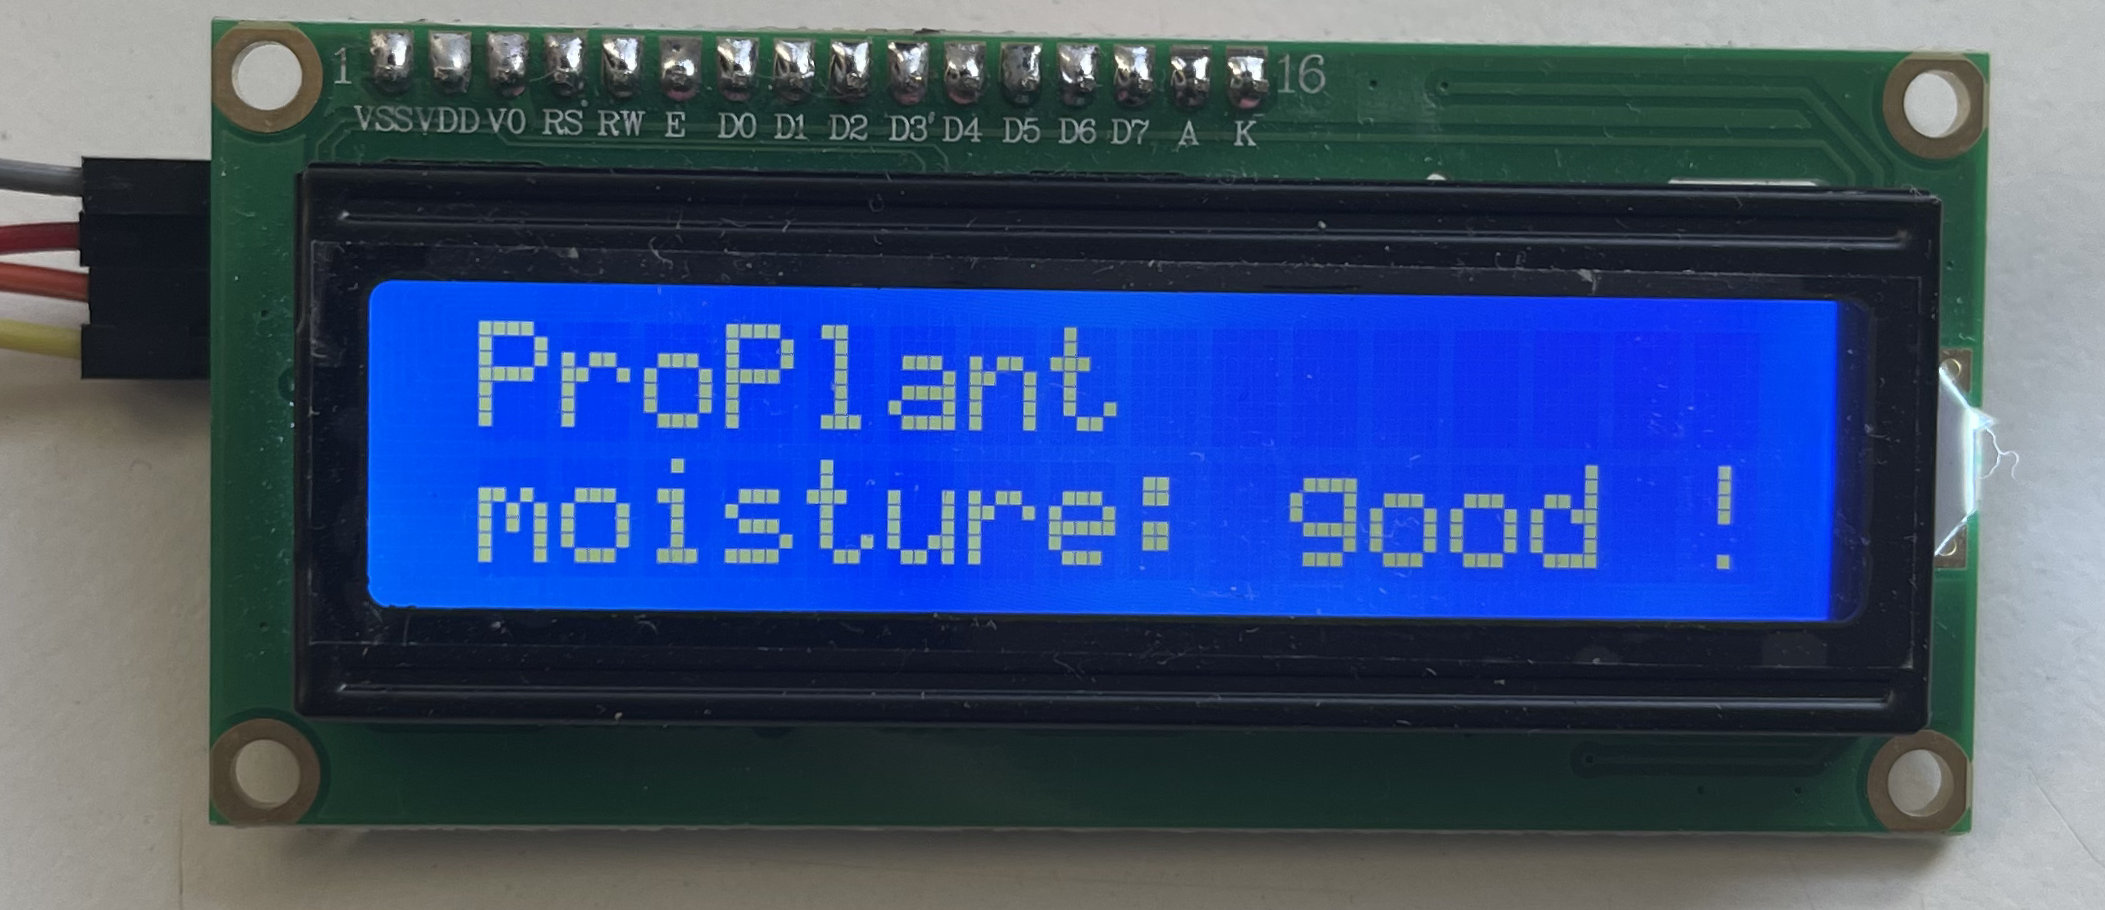 1 16
VSS VDD V0 RS RW E D0 D1 D2 D3 D4 D5 D6 D7 A K
ProPlant
moisture: good !